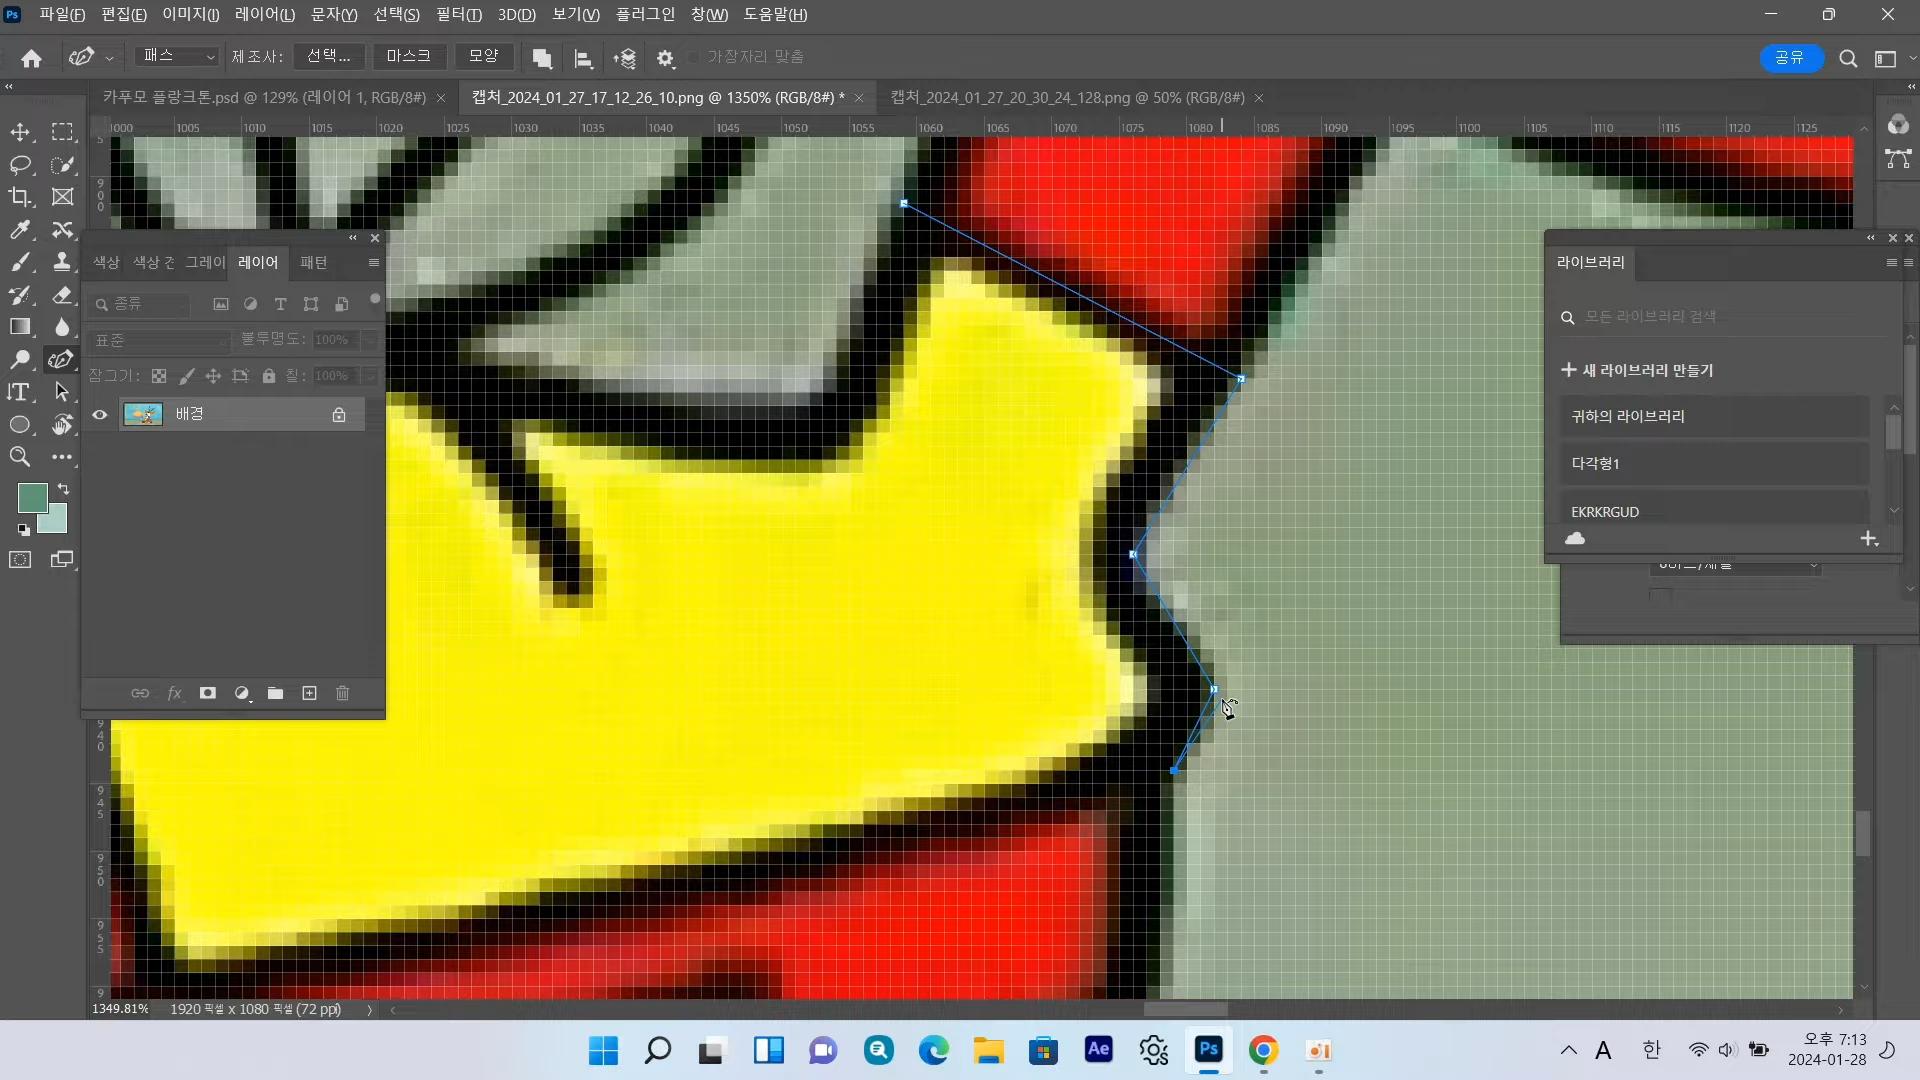 Ps 파일(F) 편집(E) 이미지(I) 레이어(L) 문자(Y) 선택(S) 필터(T) 3D(D) 보기(V) 플러그인 창(W) 도움말(H)
패스 제조사: 선택... 마스크 모양 가장자리 맞춤 공유
카푸모 플랑크톤.psd @ 129% (레이어 1, RGB/8#) × 캡처_2024_01_27_17_12_26_10.png @ 1350% (RGB/8#) * × 캡처_2024_01_27_20_30_24_128.png @ 50% (RGB/8#) ×
1000 1005 1010 1015 1020 1025 1030 1035 1040 1045 1050 1055 1060 1065 1070 1075 1080 1085 1090 1095 1100 1105 1110 1115 1120 1125
5
900
색상 색상 견 그레이 레이어 패턴
종류
표준 불투명도: 100%
잠그기: 칠: 100%
배경
fx
라이브러리
모든 라이브러리 검색
+ 새 라이브러리 만들기
귀하의 라이브러리
다각형1
EKRKRGUD
940
945
950
955
9
1349.81% 1920 픽셀 x 1080 픽셀 (72 ppi)
Ae Ps
A 한
오후 7:13
2024-01-28